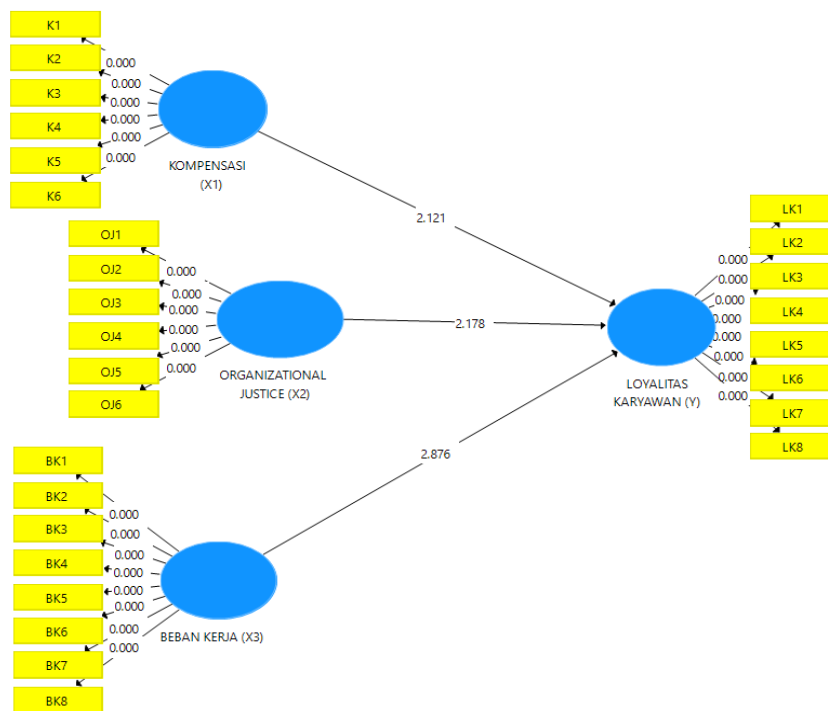 K1
K2
K3
K4
K5
K6
0.000
0.000
0.000
0.000
0.000
0.000
KOMPENSASI
(X1)
2.121
OJ1
OJ2
OJ3
OJ4
OJ5
OJ6
0.000
0.000
0.000
0.000
0.000
0.000
ORGANIZATIONAL
JUSTICE (X2)
2.178
BK1
BK2
BK3
BK4
BK5
BK6
BK7
BK8
0.000
0.000
0.000
0.000
0.000
0.000
0.000
0.000
BEBAN KERJA (X3)
2.876
LOYALITAS
KARYAWAN (Y)
0.000
0.000
0.000
0.000
0.000
0.000
0.000
0.000
LK1
LK2
LK3
LK4
LK5
LK6
LK7
LK8